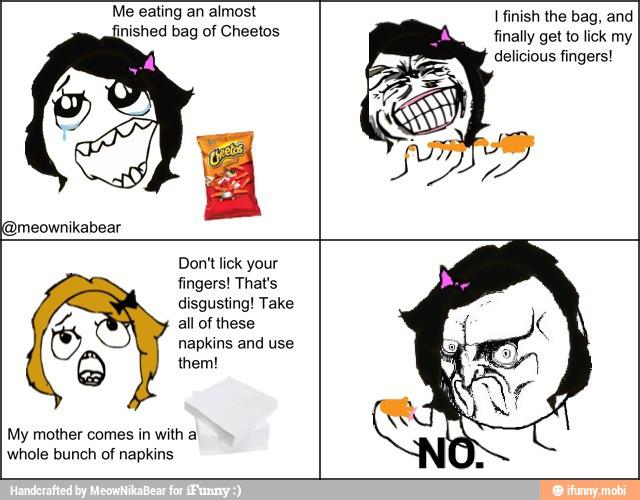 Me eating an almost
finished bag of Cheetos
Cheetos
@meownikabear
I finish the bag, and
finally get to lick my
delicious fingers!
Don't lick your
fingers! That's
disgusting! Take
all of these
napkins and use
them!
My mother comes in with a
whole bunch of napkins
NO.
Handcrafted by MeowNikaBear for iFunny :)
ifunny.mobi